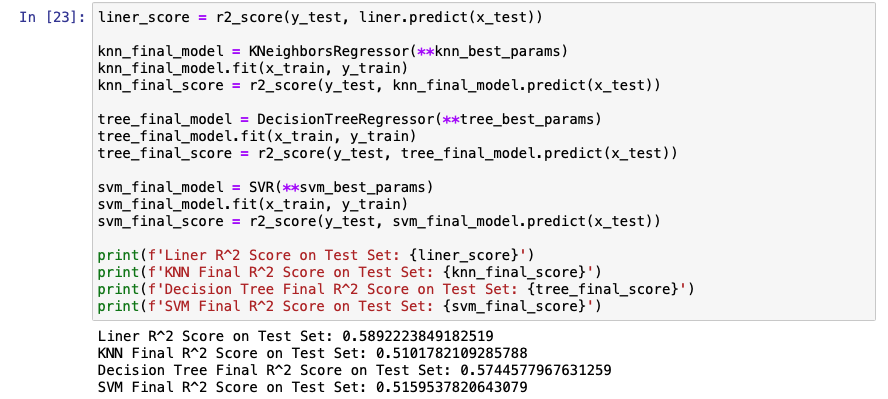 In [23]: liner_score = r2_score(y_test, liner.predict(x_test))
knn_final_model = KNeighborsRegressor(**knn_best_params)
knn_final_model.fit(x_train, y_train)
knn_final_score = r2_score(y_test, knn_final_model.predict(x_test))
tree_final_model = DecisionTreeRegressor(**tree_best_params)
tree_final_model.fit(x_train, y_train)
tree_final_score = r2_score(y_test, tree_final_model.predict(x_test))
svm_final_model = SVR(**svm_best_params)
svm_final_model.fit(x_train, y_train)
svm_final_score = r2_score(y_test, svm_final_model.predict(x_test))
print(f'Liner R^2 Score on Test Set: {liner_score}')
print(f'KNN Final R^2 Score on Test Set: {knn_final_score}')
print(f'Decision Tree Final R^2 Score on Test Set: {tree_final_score}')
print(f'SVM Final R^2 Score on Test Set: {svm_final_score}')
Liner R^2 Score on Test Set: 0.5892223849182519
KNN Final R^2 Score on Test Set: 0.5101782109285788
Decision Tree Final R^2 Score on Test Set: 0.5744577967631259
SVM Final R^2 Score on Test Set: 0.5159537820643079